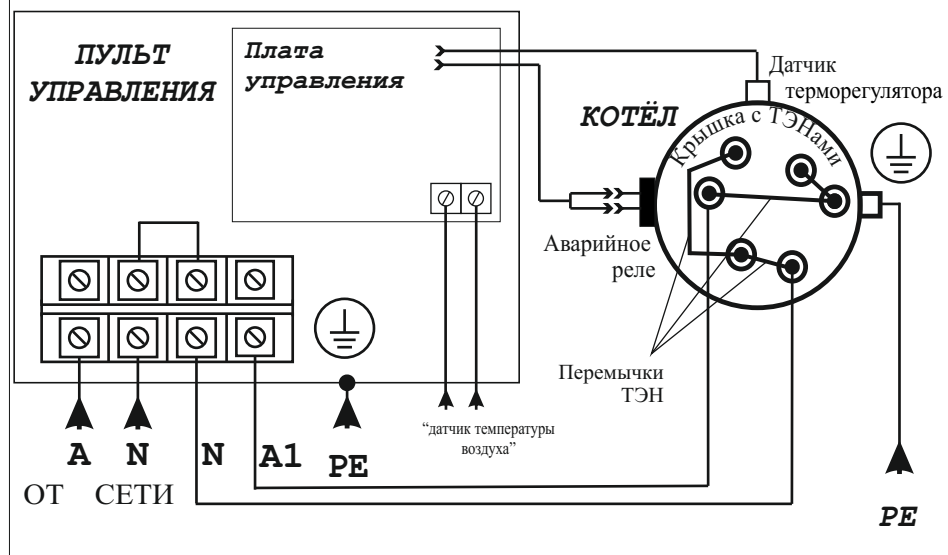 ПУЛЬТ
УПРАВЛЕНИЯ
Плата
управления
Датчик
терморегулятора
КОТЁЛ
Крышка с ТЭНами
Аварийное
реле
Перемычки
ТЭН
“датчик температуры
воздуха”
A N N A1 PE
ОТ СЕТИ
PE